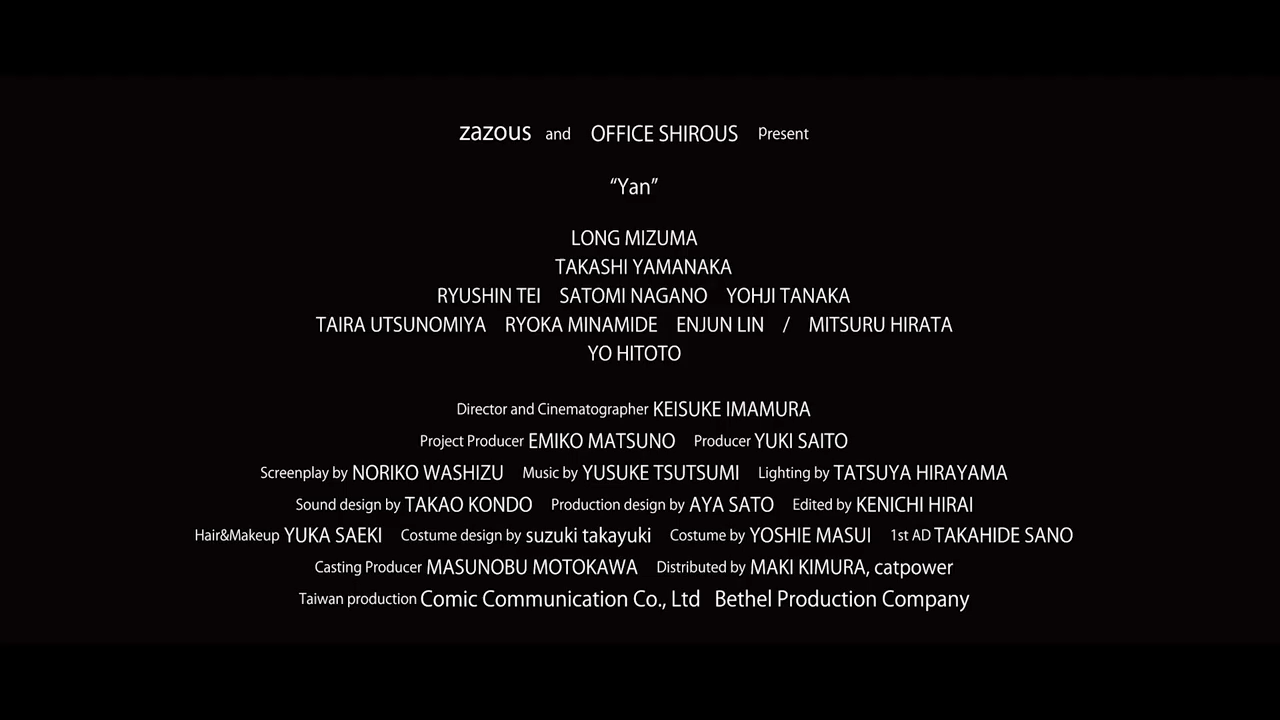 zazous and OFFICE SHIROUS Present
“Yan”
LONG MIZUMA
TAKASHI YAMANAKA
RYUSHIN TEI SATOMI NAGANO YOHJI TANAKA
TAIRA UTSUNOMIYA RYOKA MINAMIDE ENJUN LIN / MITSURU HIRATA
YO HITOTO
Director and Cinematographer KEISUKE IMAMURA
Project Producer EMIKO MATSUNO Producer YUKI SAITO
Screenplay by NORIKO WASHIZU Music by YUSUKE TSUTSUMI Lighting by TATSUYA HIRAYAMA
Sound design by TAKAO KONDO Production design by AYA SATO Edited by KENICHI HIRAI
Hair&Makeup YUKA SAEKI Costume design by suzuki takayuki Costume by YOSHIE MASUI 1st AD TAKAHIDE SANO
Casting Producer MASUNOBU MOTOKAWA Distributed by MAKI KIMURA, catpower
Taiwan production Comic Communication Co., Ltd Bethel Production Company